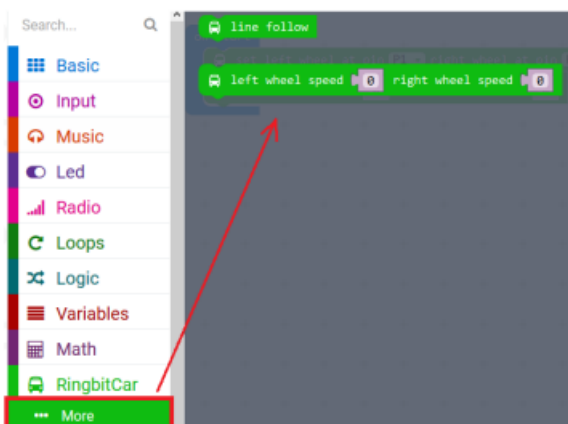 Search...
Basic
Input
Music
Led
Radio
Loops
Logic
Variables
Math
RingbitCar
More
line follow
left wheel speed 0 right wheel speed 0